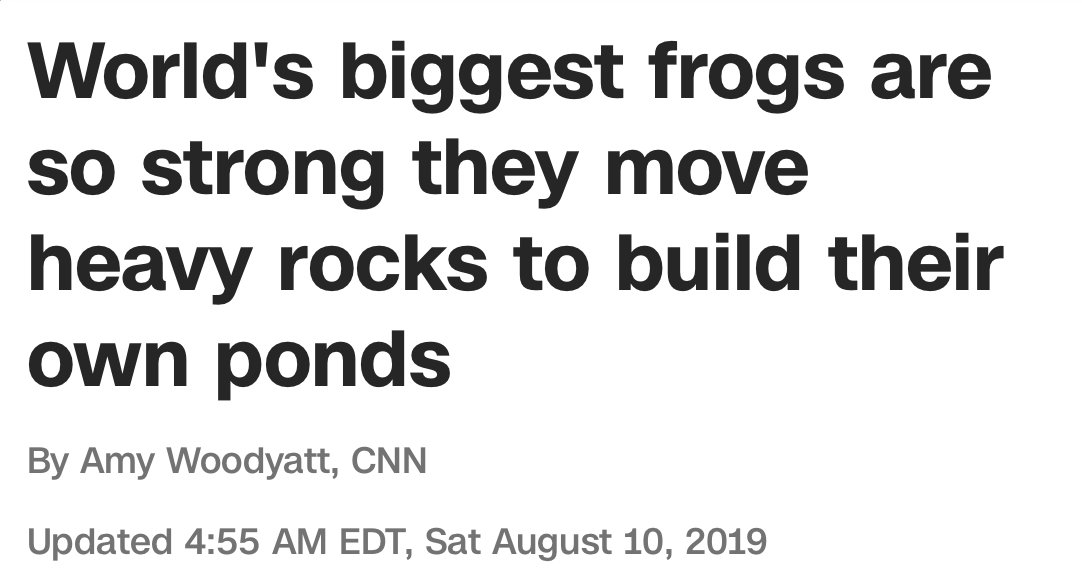 World's biggest frogs are
so strong they move
heavy rocks to build their
own ponds
By Amy Woodyatt, CNN
Updated 4:55 AM EDT, Sat August 10, 2019